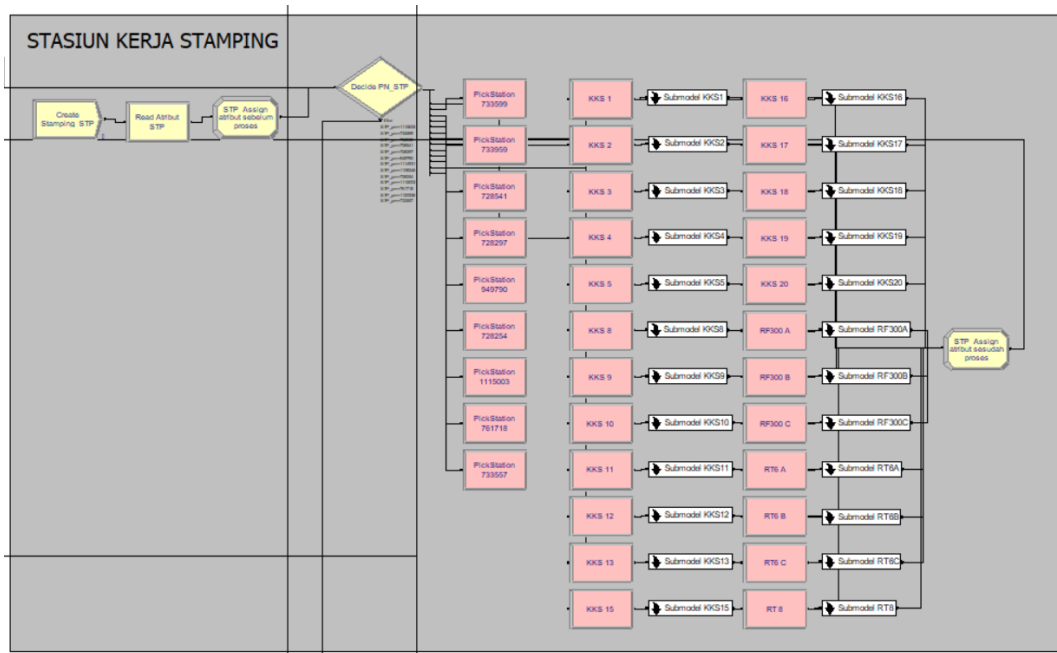 STASIUN KERJA STAMPING
Create
Stamping STP
Read Atribut
STP
STP Assign
atribut sebelum
proses
Decide PN_STP
PickStation
733599
PickStation
733959
PickStation
728541
PickStation
728297
PickStation
949790
PickStation
728254
PickStation
1115003
PickStation
761718
PickStation
733557
KKS 1
KKS 2
KKS 3
KKS 4
KKS 5
KKS 8
KKS 9
KKS 10
KKS 11
KKS 12
KKS 13
KKS 15
Submodel KKS1
Submodel KKS2
Submodel KKS3
Submodel KKS4
Submodel KKS5
Submodel KKS8
Submodel KKS9
Submodel KKS10
Submodel KKS11
Submodel KKS12
Submodel KKS13
Submodel KKS15
KKS 16
KKS 17
KKS 18
KKS 19
KKS 20
RF300 A
RF300 B
RF300 C
RT6 A
RT6 B
RT6 C
RT 8
Submodel KKS16
Submodel KKS17
Submodel KKS18
Submodel KKS19
Submodel KKS20
Submodel RF300A
Submodel RF300B
Submodel RF300C
Submodel RT6A
Submodel RT6B
Submodel RT6C
Submodel RT8
STP Assign
atribut sesudah
proses